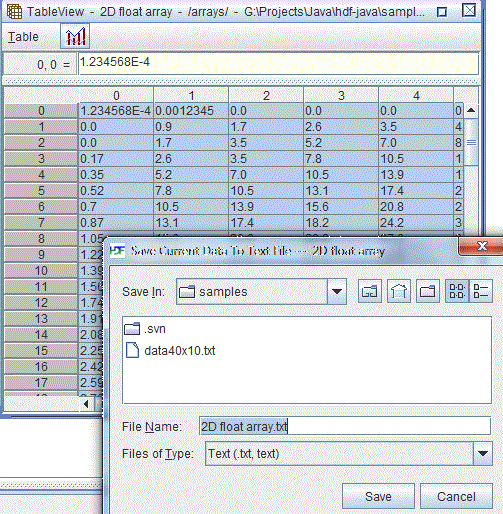 TableView - 2D float array - /arrays/ - G:\Projects\Java\hdf-java\sampl...
Table
0, 0 = 1.234568E-4
0 1 2 3 4
0 1.234568E-4 0.0012345 0.0 0.0 0.0 0
1 0.0 0.9 1.7 2.6 3.5 4
2 0.0 1.7 3.5 5.2 7.0 8
3 0.17 2.6 3.5 7.8 10.5 1
4 0.35 5.2 7.0 10.5 13.9 1
5 0.52 7.8 10.5 13.1 17.4 2
6 0.7 10.5 13.9 15.6 20.8 2
7 0.87 13.1 17.4 18.2 24.2 3
8 1.05
9 1.22
10 1.39
11
12 1.74
13 1.91
14 2.08
15 2.25
16 2.42
17 2.59
HDF Save Current Data To Text File --- 2D float array
Save In: samples
.svn
data40x10.txt
File Name: 2D float array.txt
Files of Type: Text (.txt, text)
Save Cancel